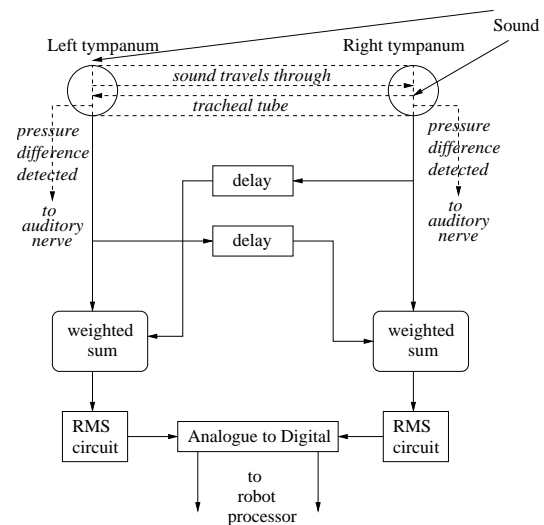 Sound
Left tympanum
Right tympanum
sound travels through
tracheal tube
pressure
difference
detected
to
auditory
nerve
pressure
difference
detected
to
auditory
nerve
delay
delay
weighted
sum
weighted
sum
RMS
circuit
Analogue to Digital
RMS
circuit
to
robot
processor